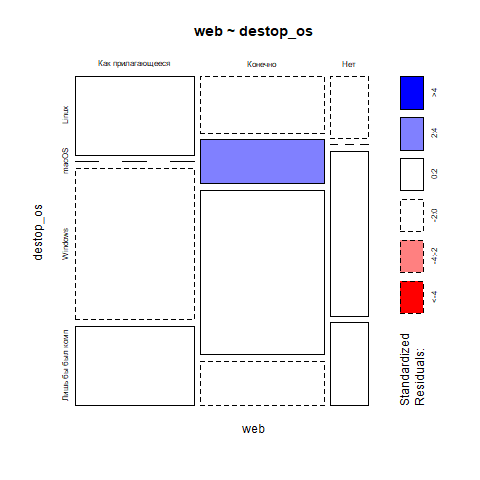 web ~ destop_os
Как прилагающееся
Конечно
Нет
Linux
macOS
Windows
Лишь бы был комп
destop_os
web
>4
2:4
0:2
-2:0
-4:-2
<-4
Standardized
Residuals: